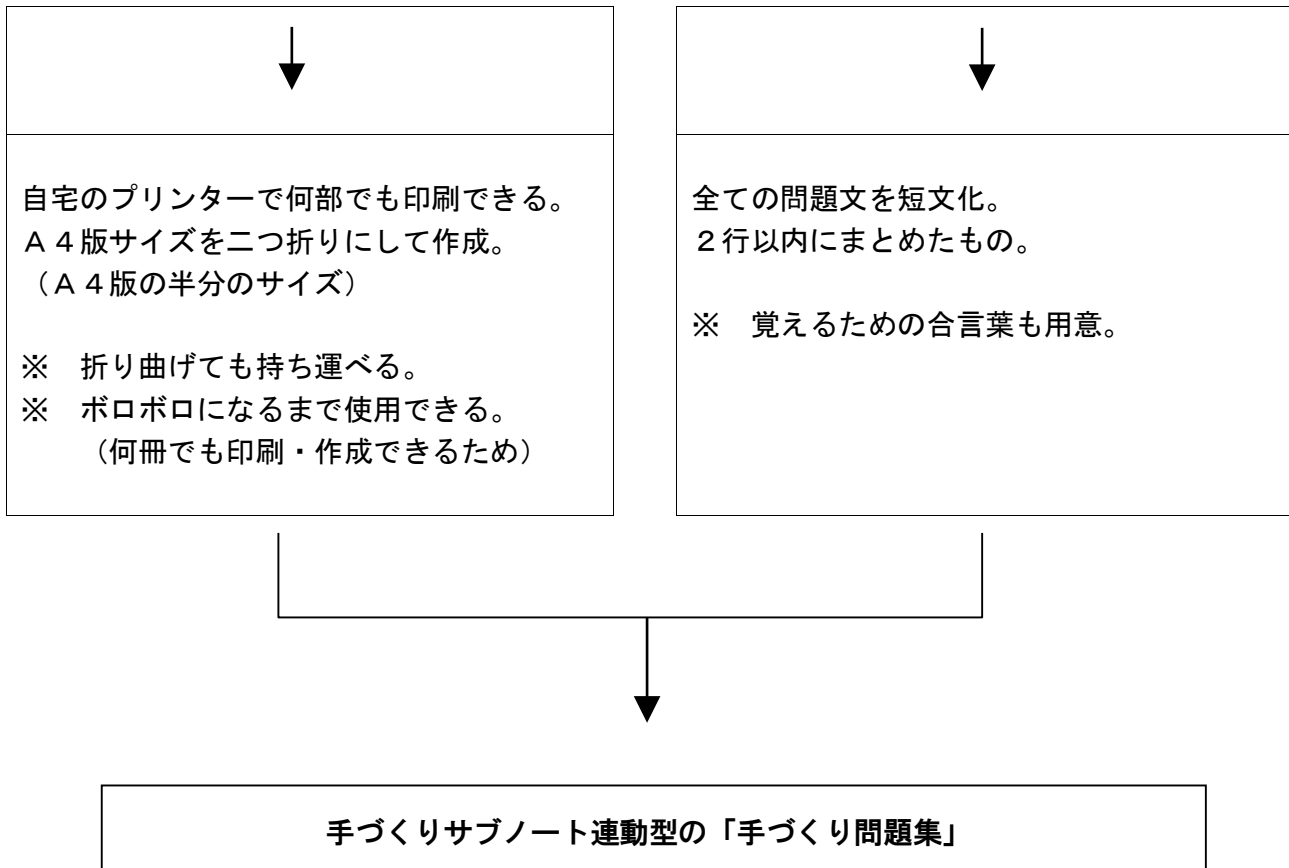 自宅のプリンターで何部でも印刷できる。
Ａ４版サイズを二つ折りにして作成。
（Ａ４版の半分のサイズ）
※　折り曲げても持ち運べる。
※　ボロボロになるまで使用できる。
（何冊でも印刷・作成できるため）
全ての問題文を短文化。
２行以内にまとめたもの。
※　覚えるための合言葉も用意。
手づくりサブノート連動型の「手づくり問題集」